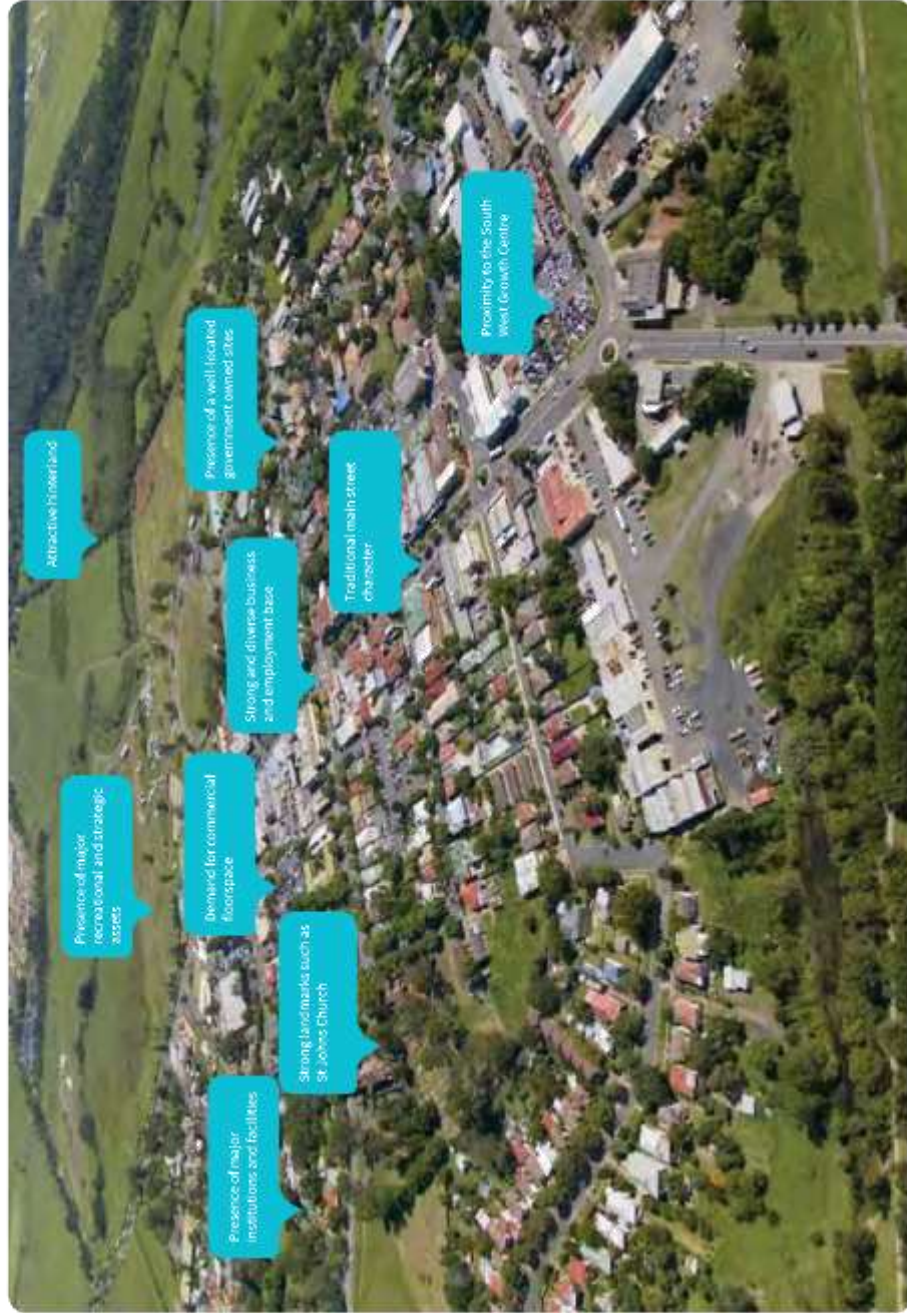 Attractive hinterland
Presence of major
recreational and strategic
assets
Presence of a well-located
government owned sites
Demand for commercial
floorspace
Strong and diverse business
and employment base
Presence of major
institutions and facilities
Strong landmarks such as
St Johns Church
Traditional main street
character
Proximity to the South
West Growth Centre